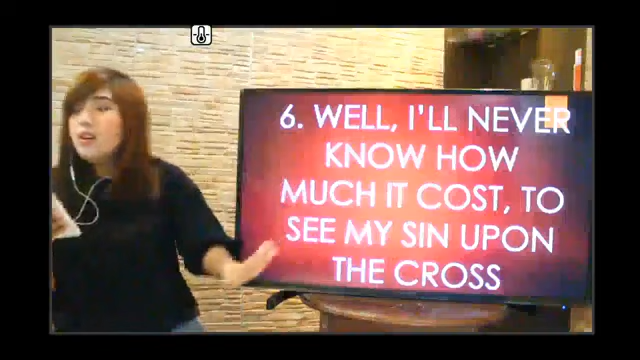 6. WELL, I'LL NEVER
KNOW HOW
MUCH IT COST, TO
SEE MY SIN UPON
THE CROSS